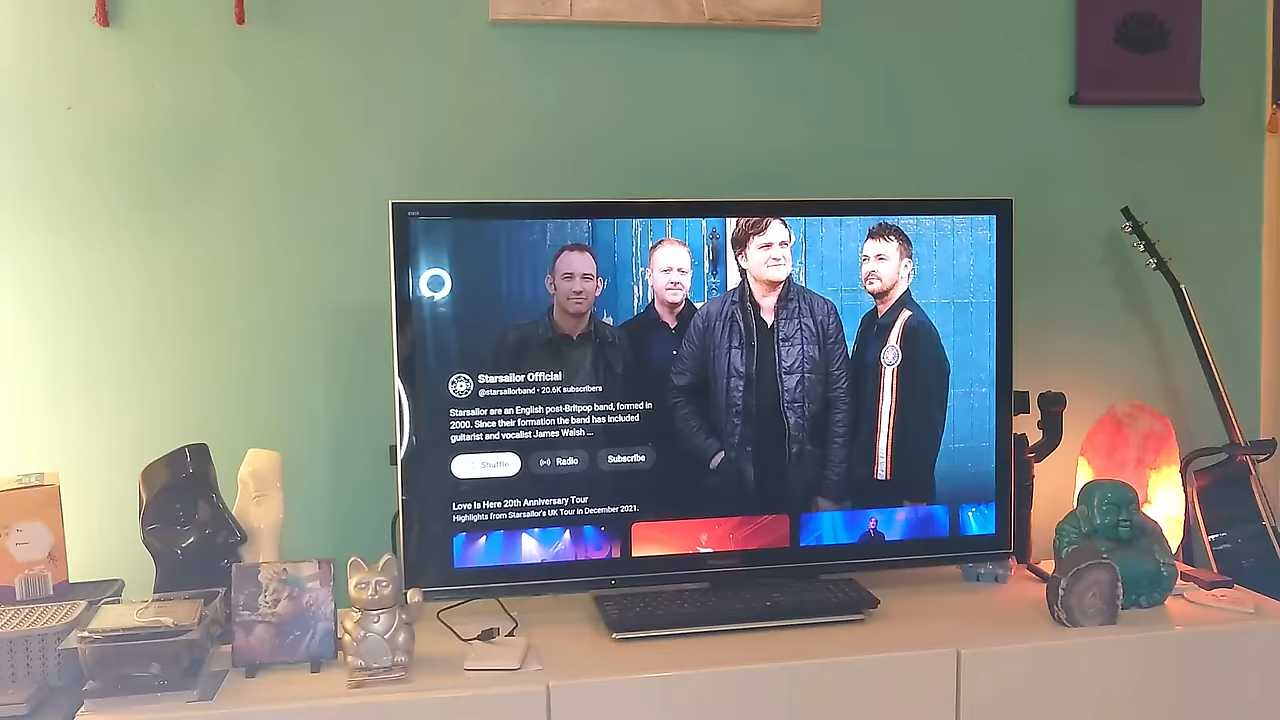 Starsailor Official
@starsailorband • 20.6K subscribers
Starsailor are an English post-Britpop band, formed in
2000. Since their formation the band has included
guitarist and vocalist James Walsh ...
Shuffle
Radio
Subscribe
Love Is Here 20th Anniversary Tour
Highlights from Starsailor's UK Tour in December 2021.